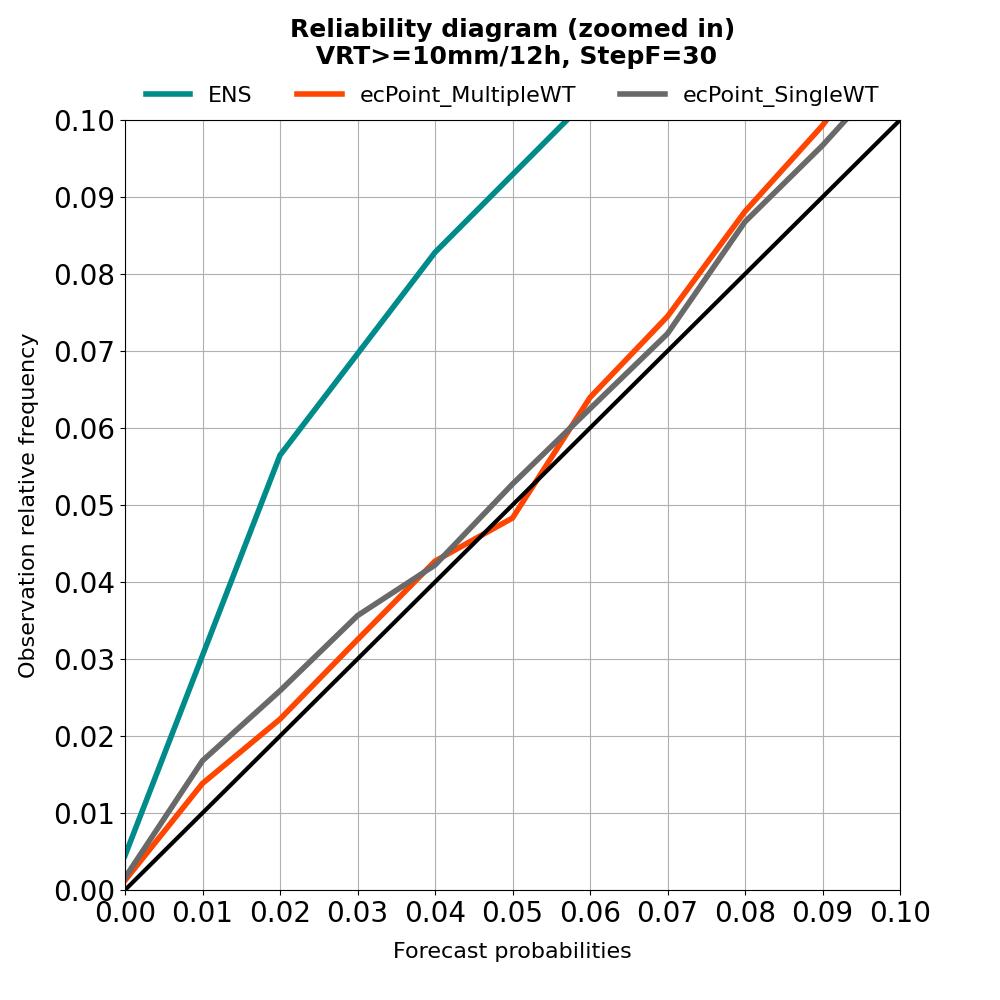 Reliability diagram (zoomed in)
VRT>=10mm/12h, StepF=30
ENS ecPoint_MultipleWT ecPoint_SingleWT
0.10
0.09
0.08
0.07
0.06
0.05
0.04
0.03
0.02
0.01
0.00
Observation relative frequency
0.00 0.01 0.02 0.03 0.04 0.05 0.06 0.07 0.08 0.09 0.10
Forecast probabilities